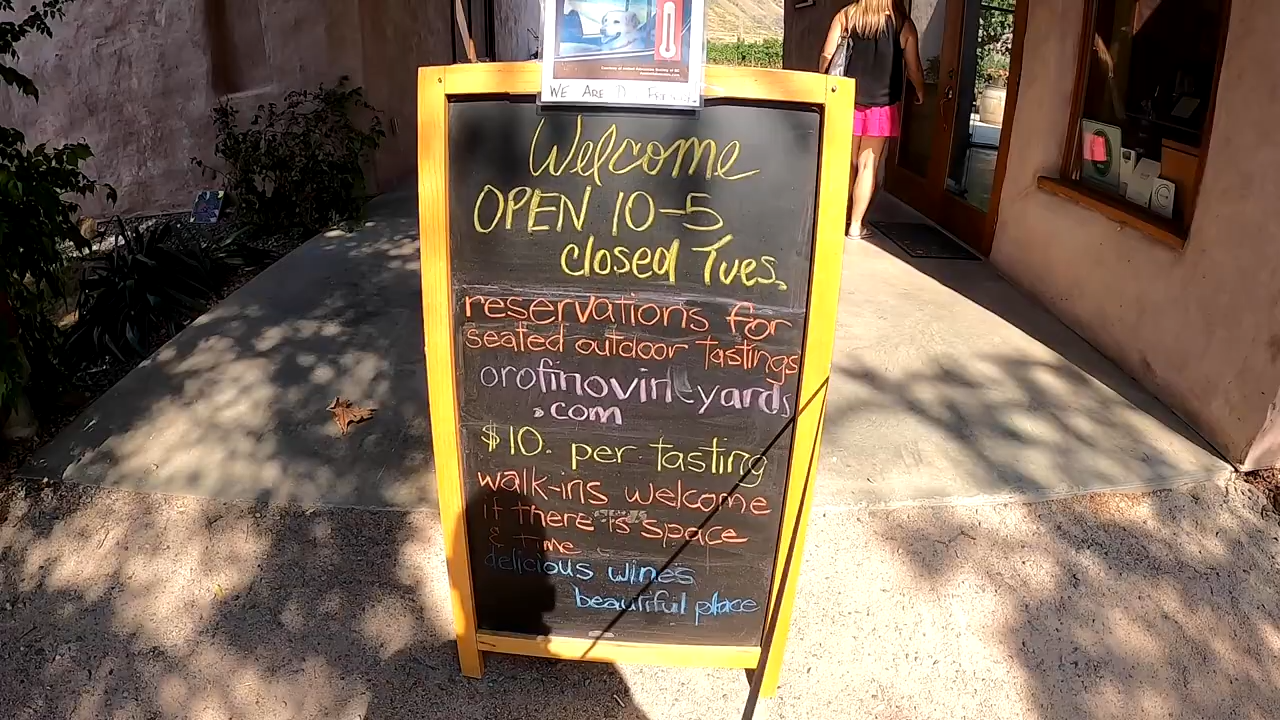 WE ARE
Welcome
OPEN 10-5
closed Tues.
reservations for
seated outdoor tastings
orofinovineyards
.com
$10. per tasting
walk-ins welcome
if there is space
& time
delicious wines
beautiful place